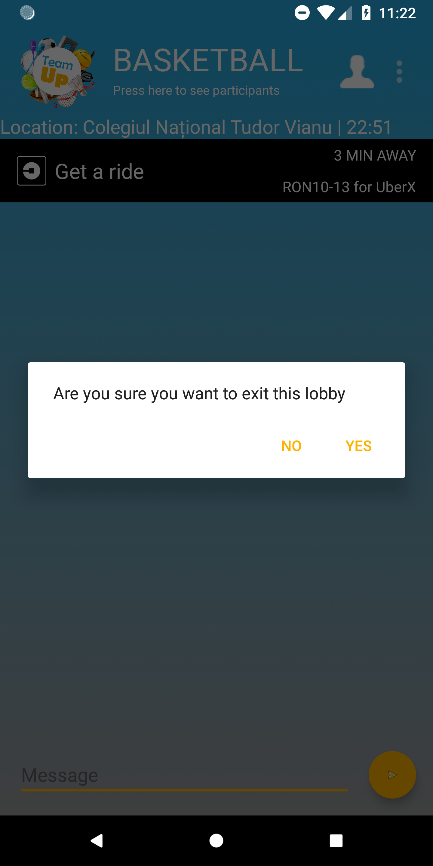 11:22
Team
UP
BASKETBALL
Press here to see participants
Location: Colegiul Național Tudor Vianu | 22:51
Get a ride
3 MIN AWAY
RON10-13 for UberX
Are you sure you want to exit this lobby
NO
YES
Message